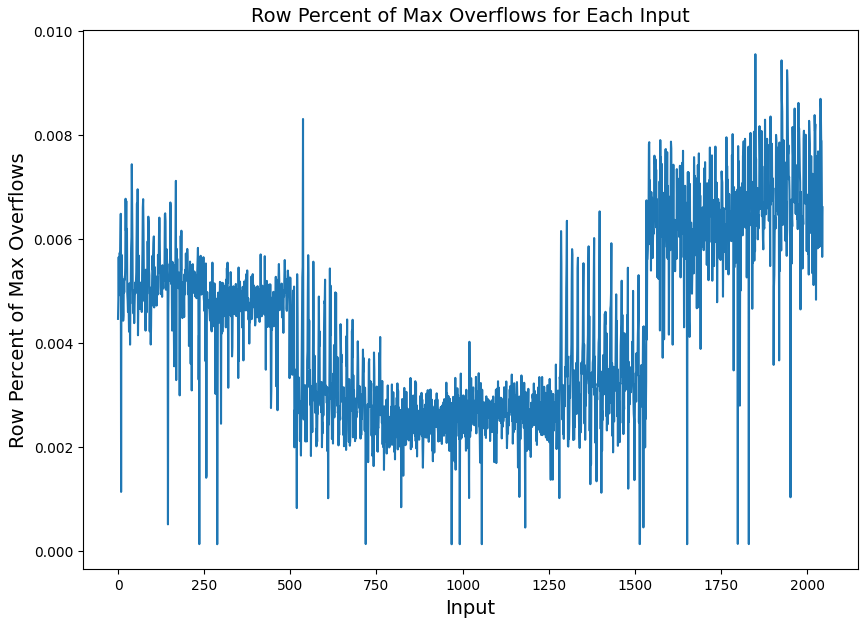 Row Percent of Max Overflows for Each Input
Row Percent of Max Overflows
0.010
0.008
0.006
0.004
0.002
0.000
0 250 500 750 1000 1250 1500 1750 2000
Input